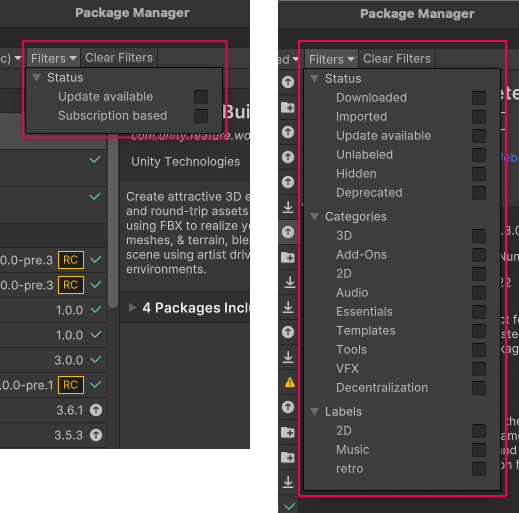 Package Manager
Filters
Clear Filters
Status
Update available
Subscription based
com.unity.feature.wo
Unity Technologies
Create attractive 3D e
and round-trip assets
using FBX to realize yo
meshes, & terrain, blen
scene using artist driv
environments.
4 Packages Inclu
0.0-pre.3 RC
0.0-pre.3 RC
1.0.0
1.0.0
3.0.0
.0.0-pre.1 RC
3.6.1
3.5.3
Package Manager
Filters
Clear Filters
Status
Downloaded
Imported
Update available
Unlabeled
Hidden
Deprecated
Categories
3D
Add-Ons
2D
Audio
Essentials
Templates
Tools
VFX
Decentralization
Labels
2D
Music
retro